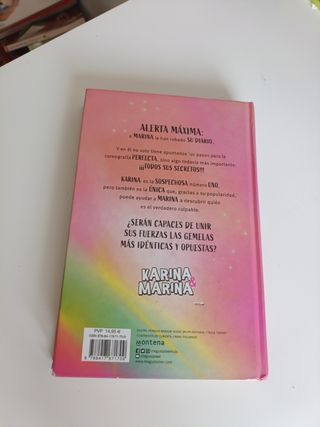 ALERTA MÁXIMA:
a MARINA le han robado SU DIARIO.
Y en él no solo tiene apuntados los pasos para la
coreografía PERFECTA, sino algo todavía más importante:
¡¡¡TODOS SUS SECRETOS!!!
KARINA es la SOSPECHOSA número UNO,
pero también es la ÚNICA que, gracias a su popularidad,
puede ayudar a MARINA a descubrir quién
es el verdadero culpable.
¿SERÁN CAPACES DE UNIR
SUS FUERZAS LAS GEMELAS
MÁS IDÉNTICAS Y OPUESTAS?
KARINA
& MARINA
PVP 14,95 €
montena